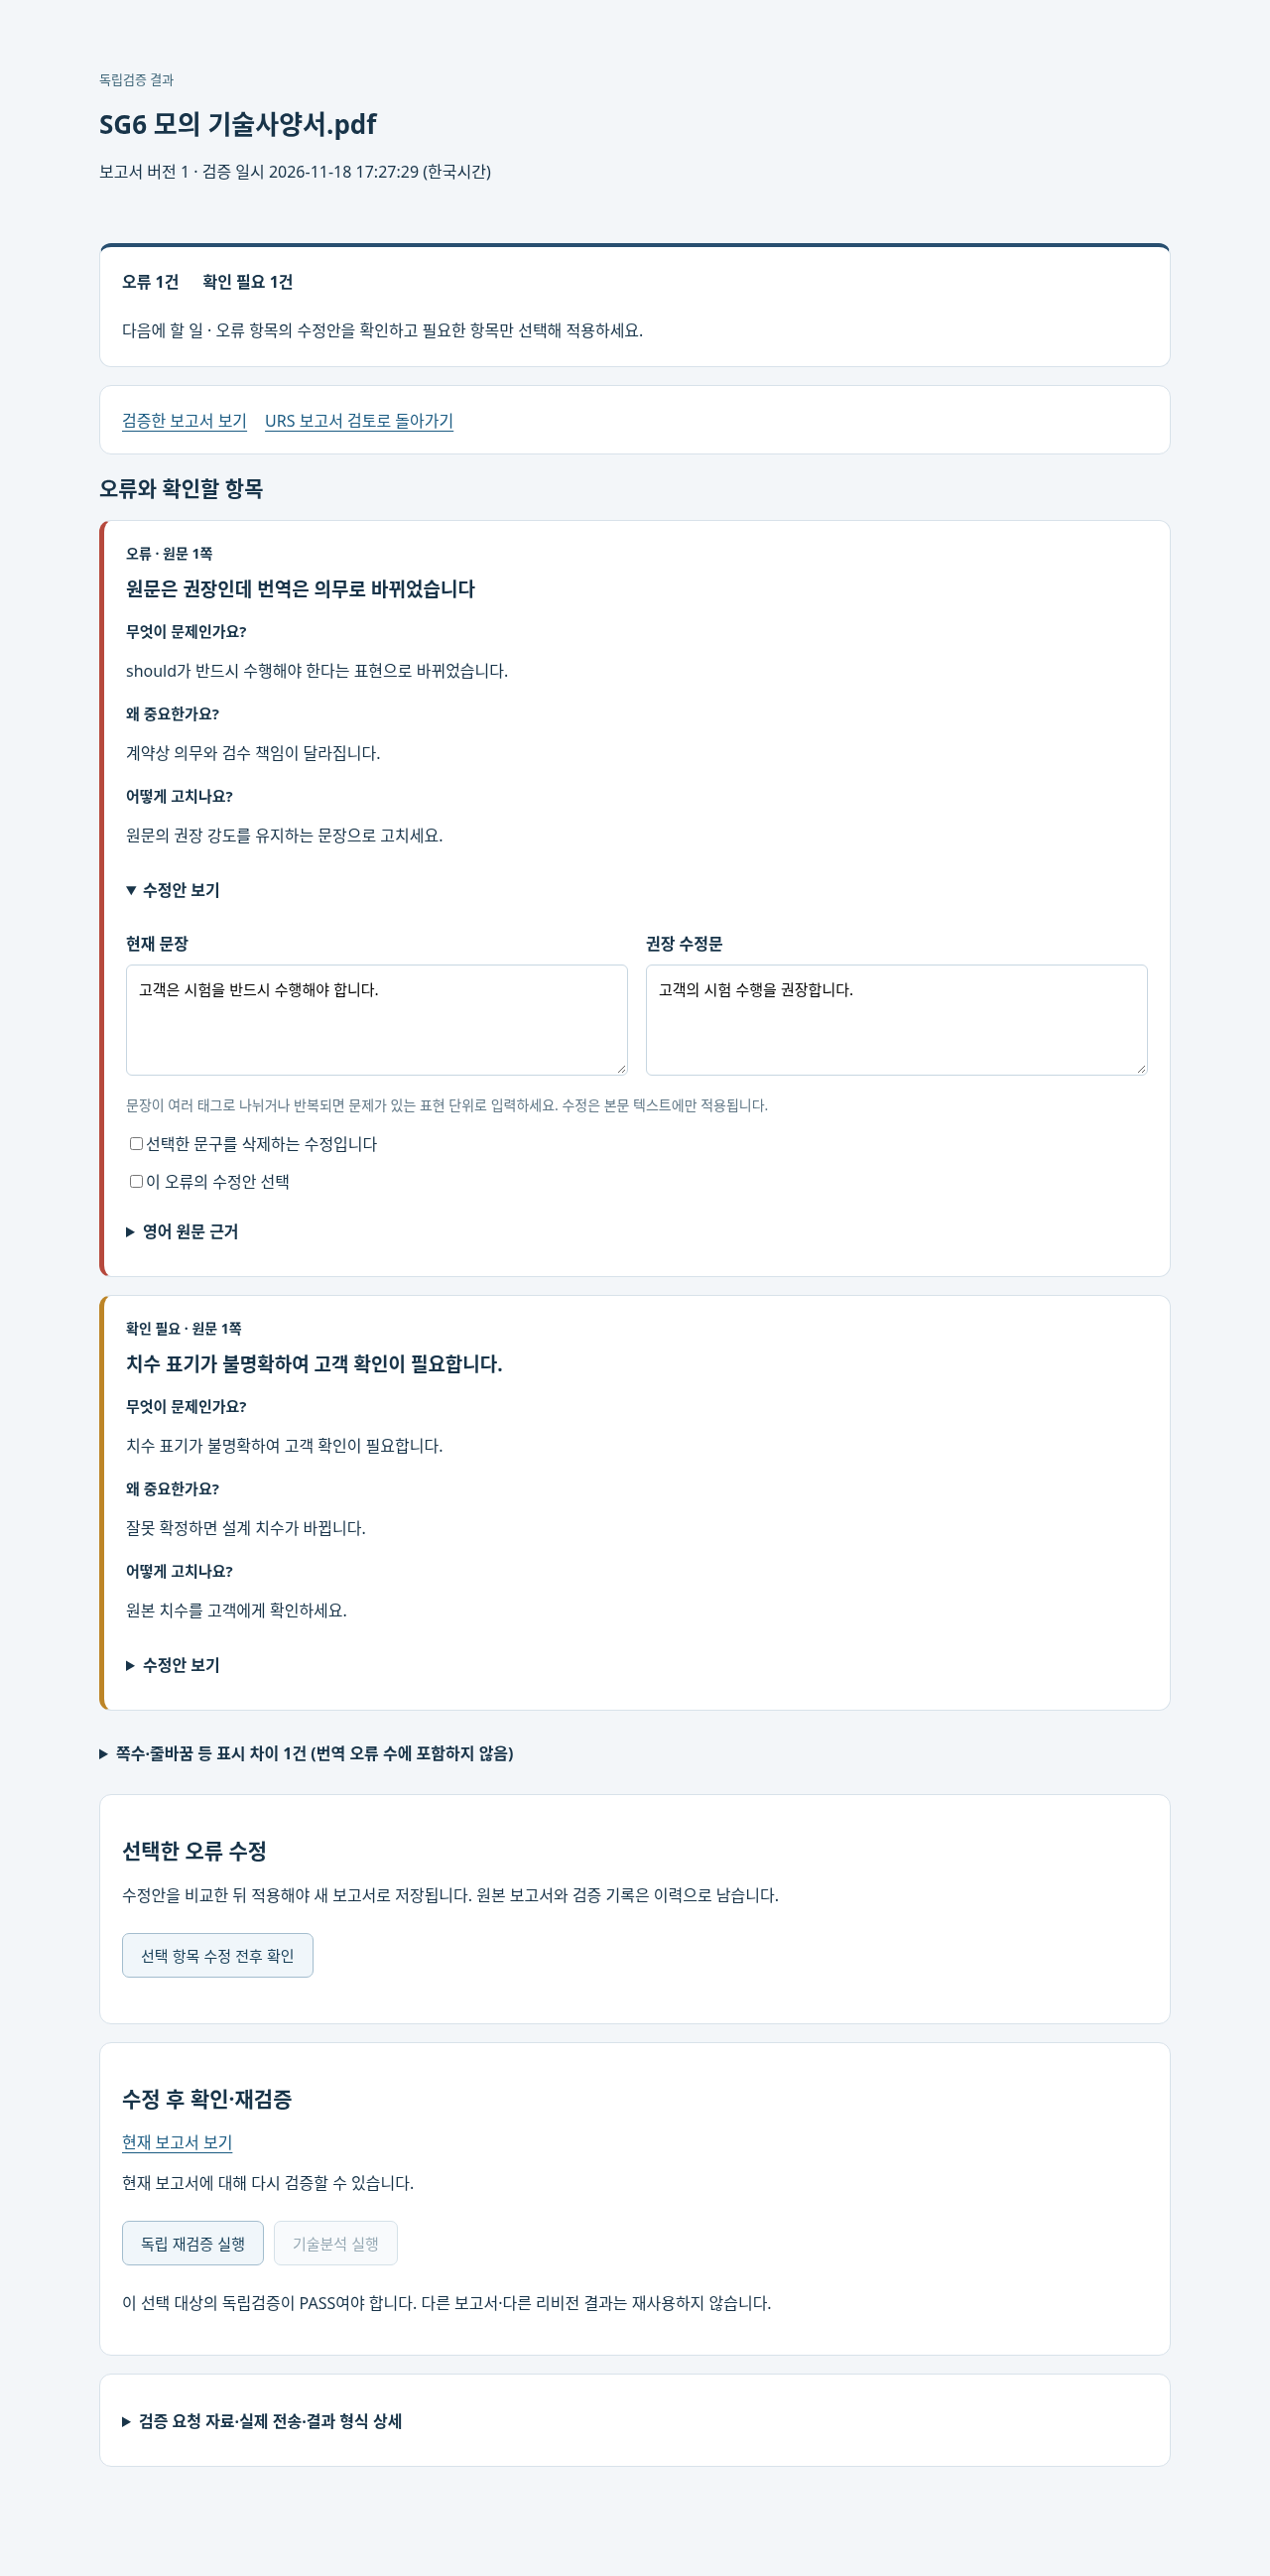 독립검증 결과
SG6 모의 기술사양서.pdf
보고서 버전 1 · 검증 일시 2026-11-18 17:27:29 (한국시간)
오류 1건 확인 필요 1건
다음에 할 일 · 오류 항목의 수정안을 확인하고 필요한 항목만 선택해 적용하세요.
검증한 보고서 보기 URS 보고서 검토로 돌아가기
오류와 확인할 항목
오류 · 원문 1쪽
원문은 권장인데 번역은 의무로 바뀌었습니다
무엇이 문제인가요?
should가 반드시 수행해야 한다는 표현으로 바뀌었습니다.
왜 중요한가요?
계약상 의무와 검수 책임이 달라집니다.
어떻게 고치나요?
원문의 권장 강도를 유지하는 문장으로 고치세요.
▼ 수정안 보기
현재 문장 권장 수정문
고객은 시험을 반드시 수행해야 합니다. 고객의 시험 수행을 권장합니다.
문장이 여러 태그로 나뉘거나 반복되면 문제가 있는 표현 단위로 입력하세요. 수정은 본문 텍스트에만 적용됩니다.
선택한 문구를 삭제하는 수정입니다
이 오류의 수정안 선택
▶ 영어 원문 근거
확인 필요 · 원문 1쪽
치수 표기가 불명확하여 고객 확인이 필요합니다.
무엇이 문제인가요?
치수 표기가 불명확하여 고객 확인이 필요합니다.
왜 중요한가요?
잘못 확정하면 설계 치수가 바뀝니다.
어떻게 고치나요?
원본 치수를 고객에게 확인하세요.
▶ 수정안 보기
▶ 쪽수·줄바꿈 등 표시 차이 1건 (번역 오류 수에 포함하지 않음)
선택한 오류 수정
수정안을 비교한 뒤 적용해야 새 보고서로 저장됩니다. 원본 보고서와 검증 기록은 이력으로 남습니다.
선택 항목 수정 전후 확인
수정 후 확인·재검증
현재 보고서 보기
현재 보고서에 대해 다시 검증할 수 있습니다.
독립 재검증 실행 기술분석 실행
이 선택 대상의 독립검증이 PASS여야 합니다. 다른 보고서·다른 리비전 결과는 재사용하지 않습니다.
▶ 검증 요청 자료·실제 전송·결과 형식 상세